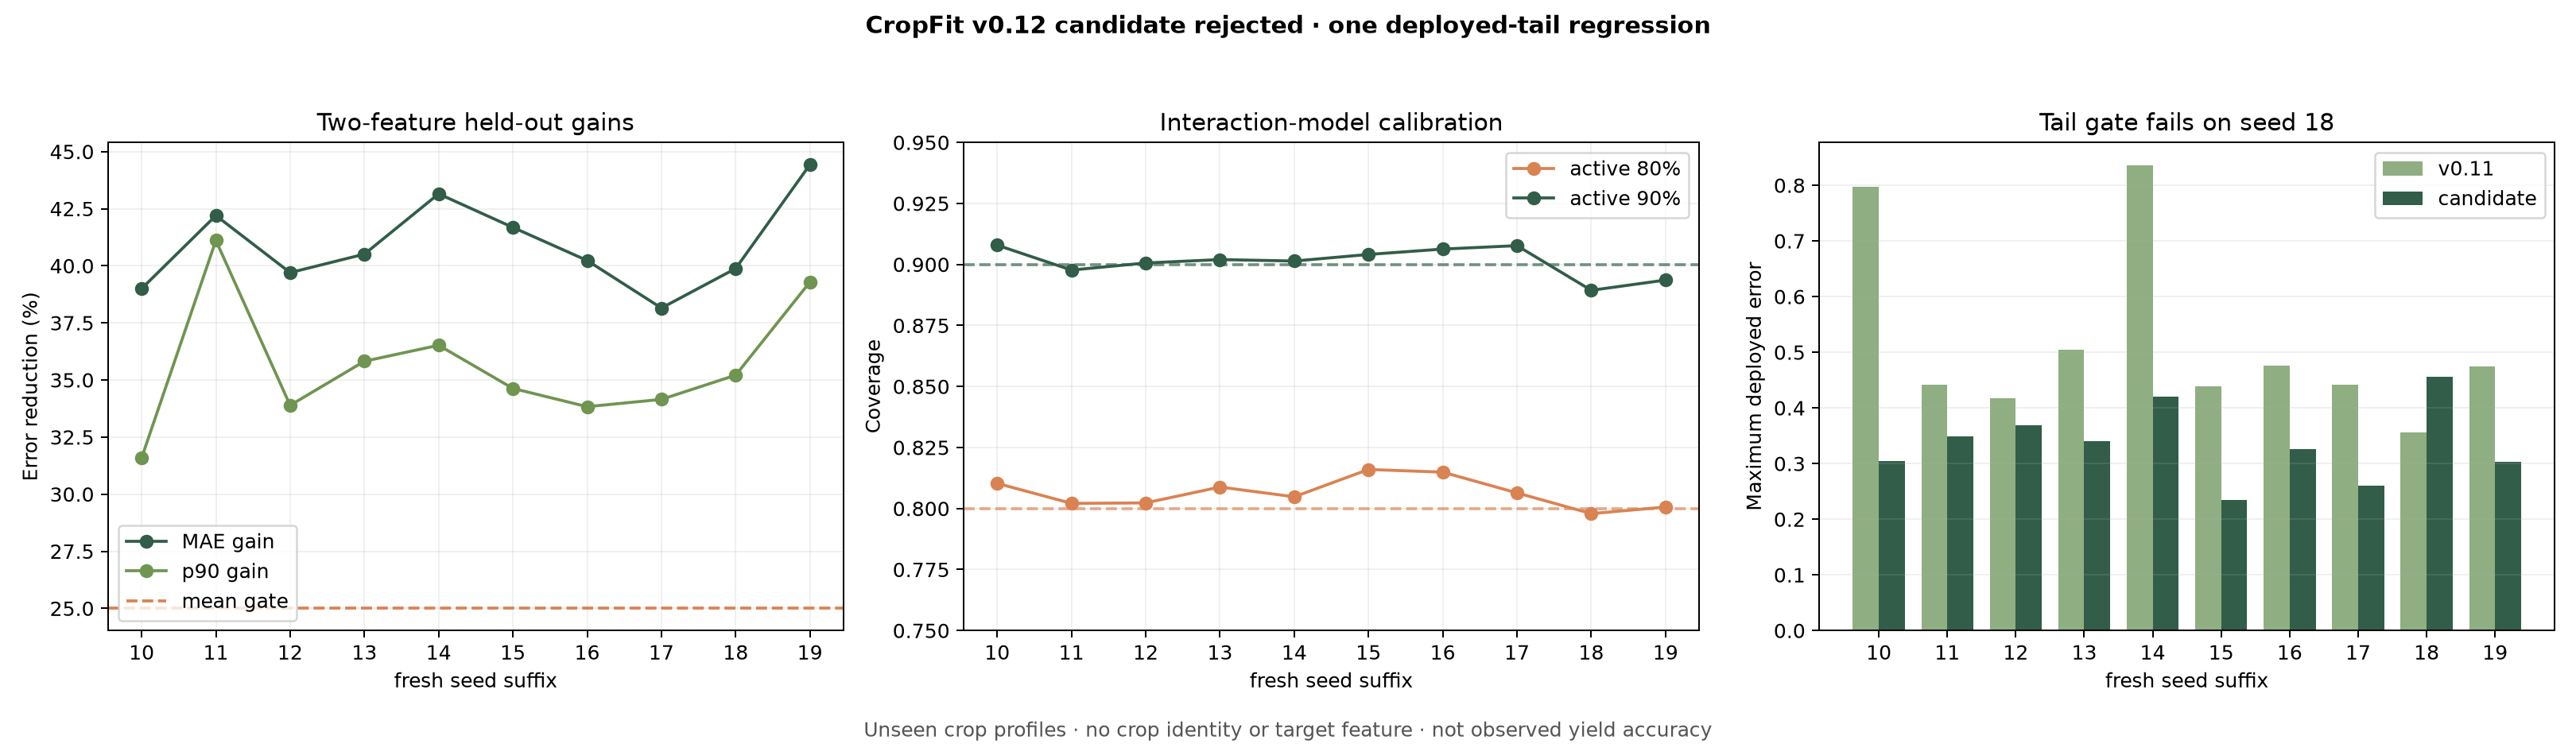 CropFit v0.12 candidate rejected · one deployed-tail regression
Two-feature held-out gains
Error reduction (%)
45.0
42.5
40.0
37.5
35.0
32.5
30.0
27.5
25.0
MAE gain
p90 gain
mean gate
10 11 12 13 14 15 16 17 18 19
fresh seed suffix
Interaction-model calibration
Coverage
0.950
0.925
0.900
0.875
0.850
0.825
0.800
0.775
0.750
active 80%
active 90%
10 11 12 13 14 15 16 17 18 19
fresh seed suffix
Tail gate fails on seed 18
Maximum deployed error
0.8
0.7
0.6
0.5
0.4
0.3
0.2
0.1
0.0
v0.11
candidate
10 11 12 13 14 15 16 17 18 19
fresh seed suffix
Unseen crop profiles · no crop identity or target feature · not observed yield accuracy